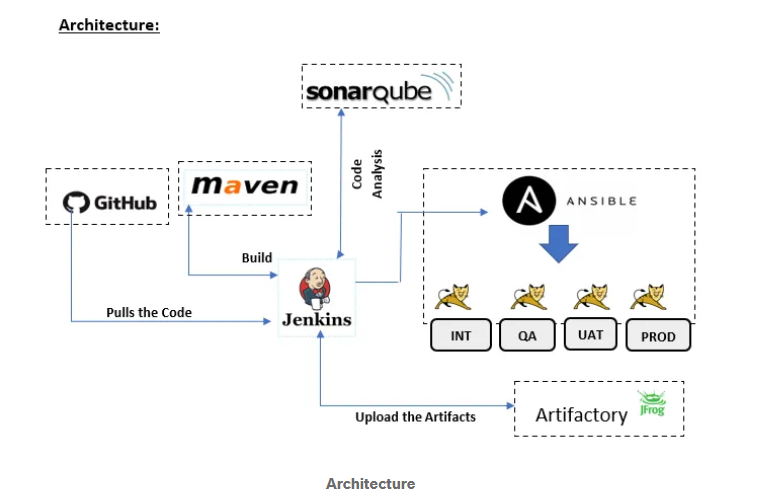 Architecture:
sonarqube
Code
Analysis
GitHub
maven
ANSIBLE
Build
Jenkins
Pulls the Code
INT
QA
UAT
PROD
Upload the Artifacts
Artifactory
JFrog
Architecture